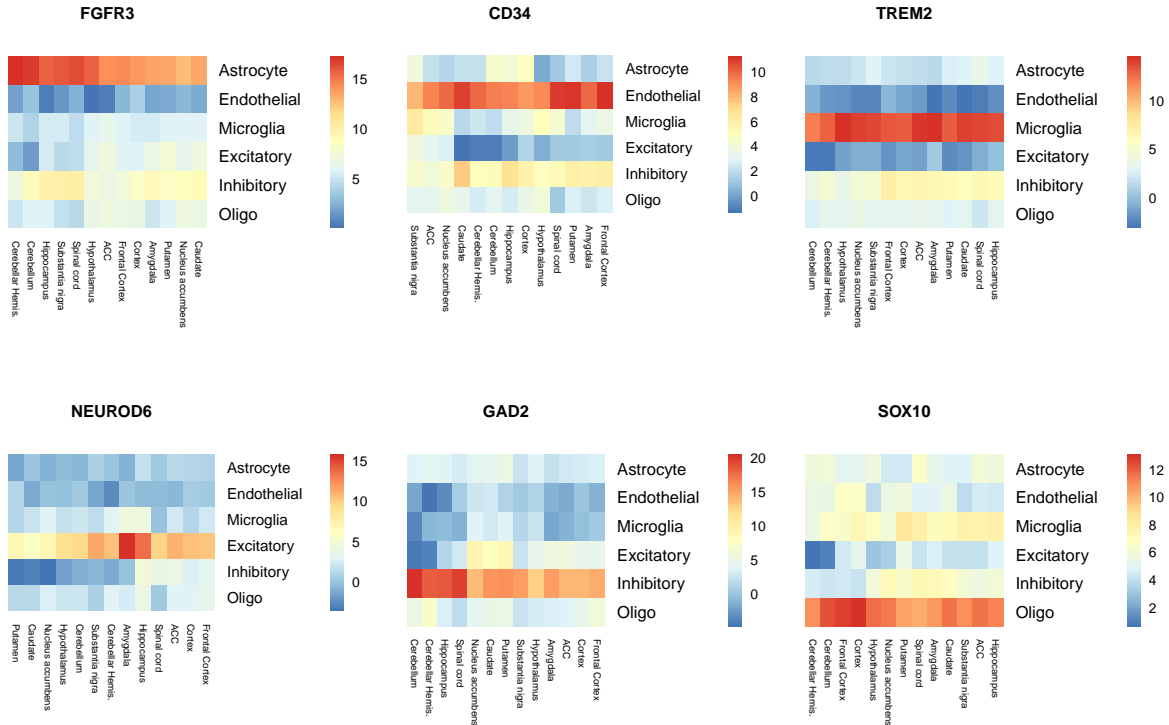 FGFR3
CD34
TREM2
Astrocyte
Endothelial
Microglia
Excitatory
Inhibitory
Oligo
15
10
5
Cerebellar Hemis.
Cerebellum
Hippocampus
Substantia nigra
Spinal cord
Hypothalamus
ACC
Frontal Cortex
Cortex
Amygdala
Putamen
Nucleus accumbens
Caudate
Astrocyte
Endothelial
Microglia
Excitatory
Inhibitory
Oligo
10
8
6
4
2
0
Substantia nigra
ACC
Nucleus accumbens
Caudate
Cerebellar Hemis.
Cerebellum
Hippocampus
Cortex
Hypothalamus
Spinal cord
Putamen
Amygdala
Frontal Cortex
Astrocyte
Endothelial
Microglia
Excitatory
Inhibitory
Oligo
10
5
0
Cerebellum
Cerebellar Hemis.
Hypothalamus
Nucleus accumbens
Substantia nigra
Frontal Cortex
Cortex
ACC
Amygdala
Putamen
Caudate
Spinal cord
Hippocampus
NEUROD6
GAD2
SOX10
Astrocyte
Endothelial
Microglia
Excitatory
Inhibitory
Oligo
15
10
5
0
Putamen
Caudate
Nucleus accumbens
Hypothalamus
Cerebellum
Substantia nigra
Cerebellar Hemis.
Amygdala
Hippocampus
Spinal cord
ACC
Cortex
Frontal Cortex
Astrocyte
Endothelial
Microglia
Excitatory
Inhibitory
Oligo
20
15
10
5
0
Cerebellum
Cerebellar Hemis.
Hippocampus
Spinal cord
Nucleus accumbens
Caudate
Putamen
Substantia nigra
Hypothalamus
Amygdala
ACC
Cortex
Frontal Cortex
Astrocyte
Endothelial
Microglia
Excitatory
Inhibitory
Oligo
12
10
8
6
4
2
Cerebellar Hemis.
Cerebellum
Frontal Cortex
Cortex
Hypothalamus
Nucleus accumbens
Putamen
Spinal cord
Amygdala
Caudate
Substantia nigra
ACC
Hippocampus